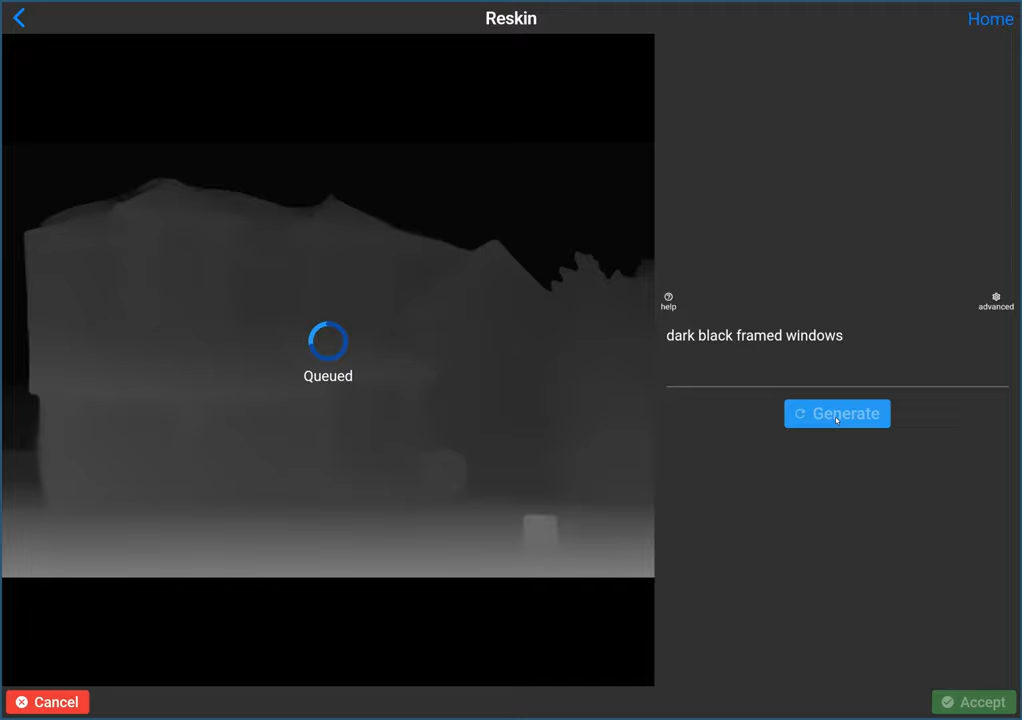 Reskin
Home
Queued
help
advanced
dark black framed windows
Generate
Cancel
Accept